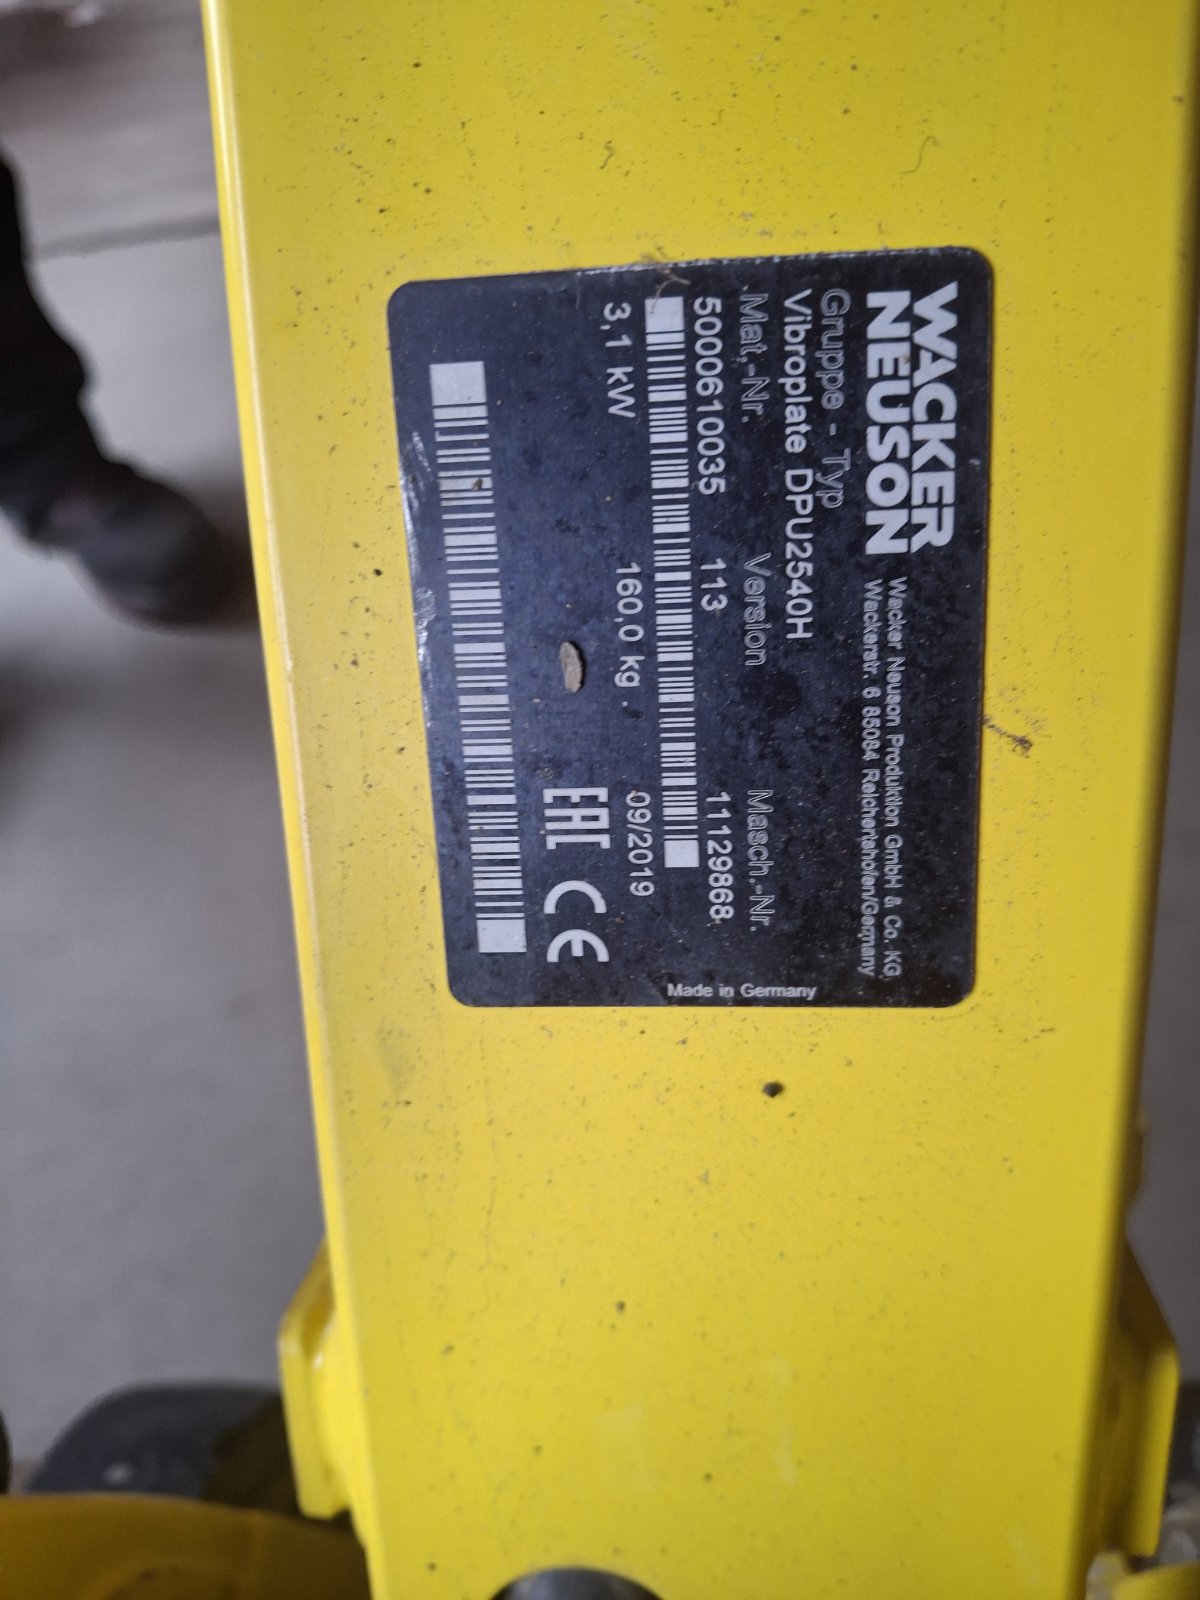 WACKER
NEUSON
Wacker Neuson Produktion GmbH & Co. KG
Wackerstr. 6 85084 Reichertshofen/Germany
Gruppe - Typ
Vibroplate DPU2540H
Mat,-Nr. Version Masch.-Nr.
5000610035 113 11129868
3,1 kW 160,0 kg 09/2019
EAC CE
Made in Germany